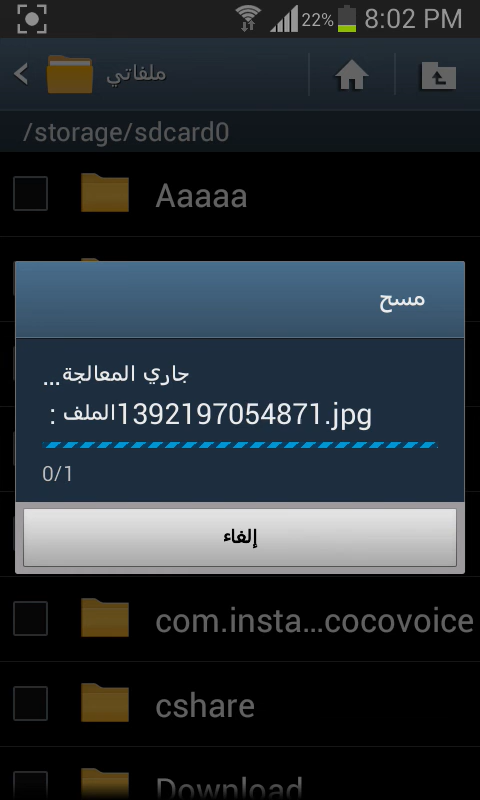 22% 8:02 PM
ملفاتي
/storage/sdcard0
Aaaaa
مسح
جاري المعالجة...
الملف : 1392197054871.jpg
0/1
إلغاء
com.insta...cocovoice
cshare
Download